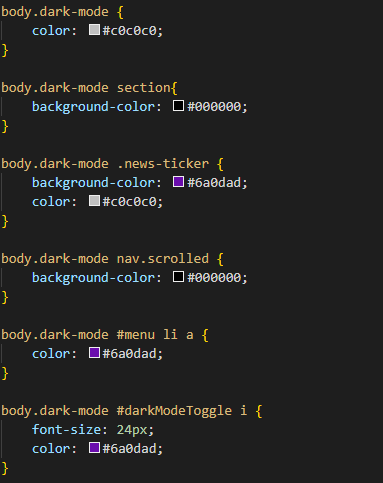 body.dark-mode {
    color: #c0c0c0;
}

body.dark-mode section{
    background-color: #000000;
}

body.dark-mode .news-ticker {
    background-color: #6a0dad;
    color: #c0c0c0;
}

body.dark-mode nav.scrolled {
    background-color: #000000;
}

body.dark-mode #menu li a {
    color: #6a0dad;
}

body.dark-mode #darkModeToggle i {
    font-size: 24px;
    color: #6a0dad;
}